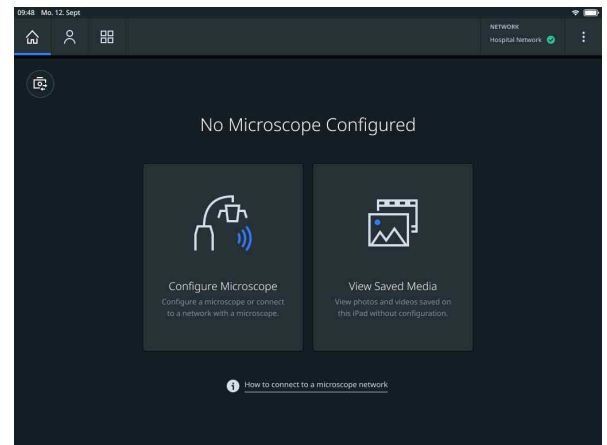 09:48 Mo. 12. Sept
NETWORK
Hospital Network
No Microscope Configured
Configure Microscope
Configure a microscope or connect
to a network with a microscope.
View Saved Media
View photos and videos saved on
this iPad without configuration.
How to connect to a microscope network